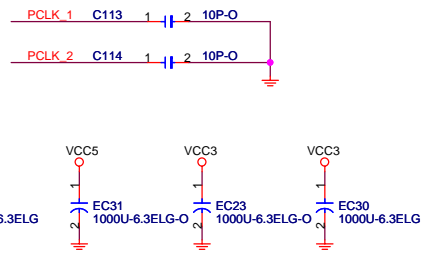 PCLK_1 C113 1 2 10P-O
PCLK_2 C114 1 2 10P-O
VCC5 VCC3 VCC3
1 1 1
EC31 EC23 EC30
6.3ELG 1000U-6.3ELG-O 1000U-6.3ELG-O 1000U-6.3ELG
2 2 2